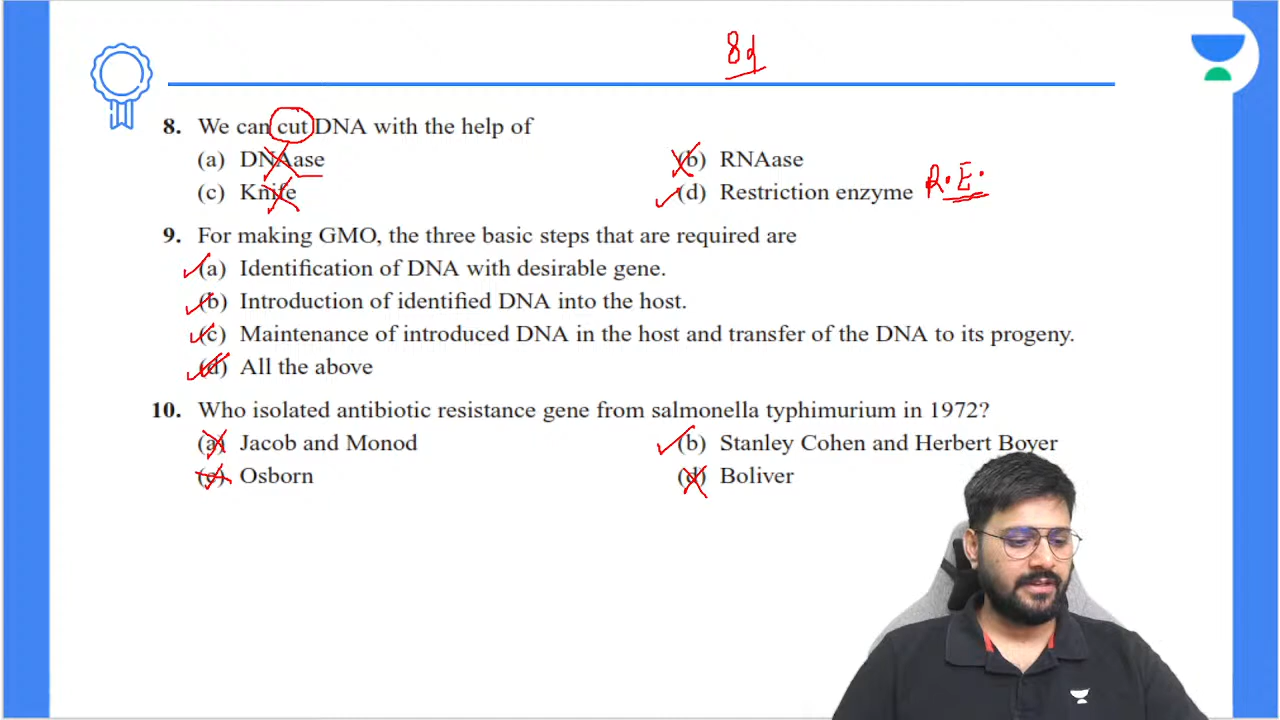 8d
8. We can cut DNA with the help of
(a) DNAase (b) RNAase
(c) Knife (d) Restriction enzyme R.E.
9. For making GMO, the three basic steps that are required are
(a) Identification of DNA with desirable gene.
(b) Introduction of identified DNA into the host.
(c) Maintenance of introduced DNA in the host and transfer of the DNA to its progeny.
(d) All the above
10. Who isolated antibiotic resistance gene from salmonella typhimurium in 1972?
(a) Jacob and Monod (b) Stanley Cohen and Herbert Boyer
(c) Osborn (d) Boliver